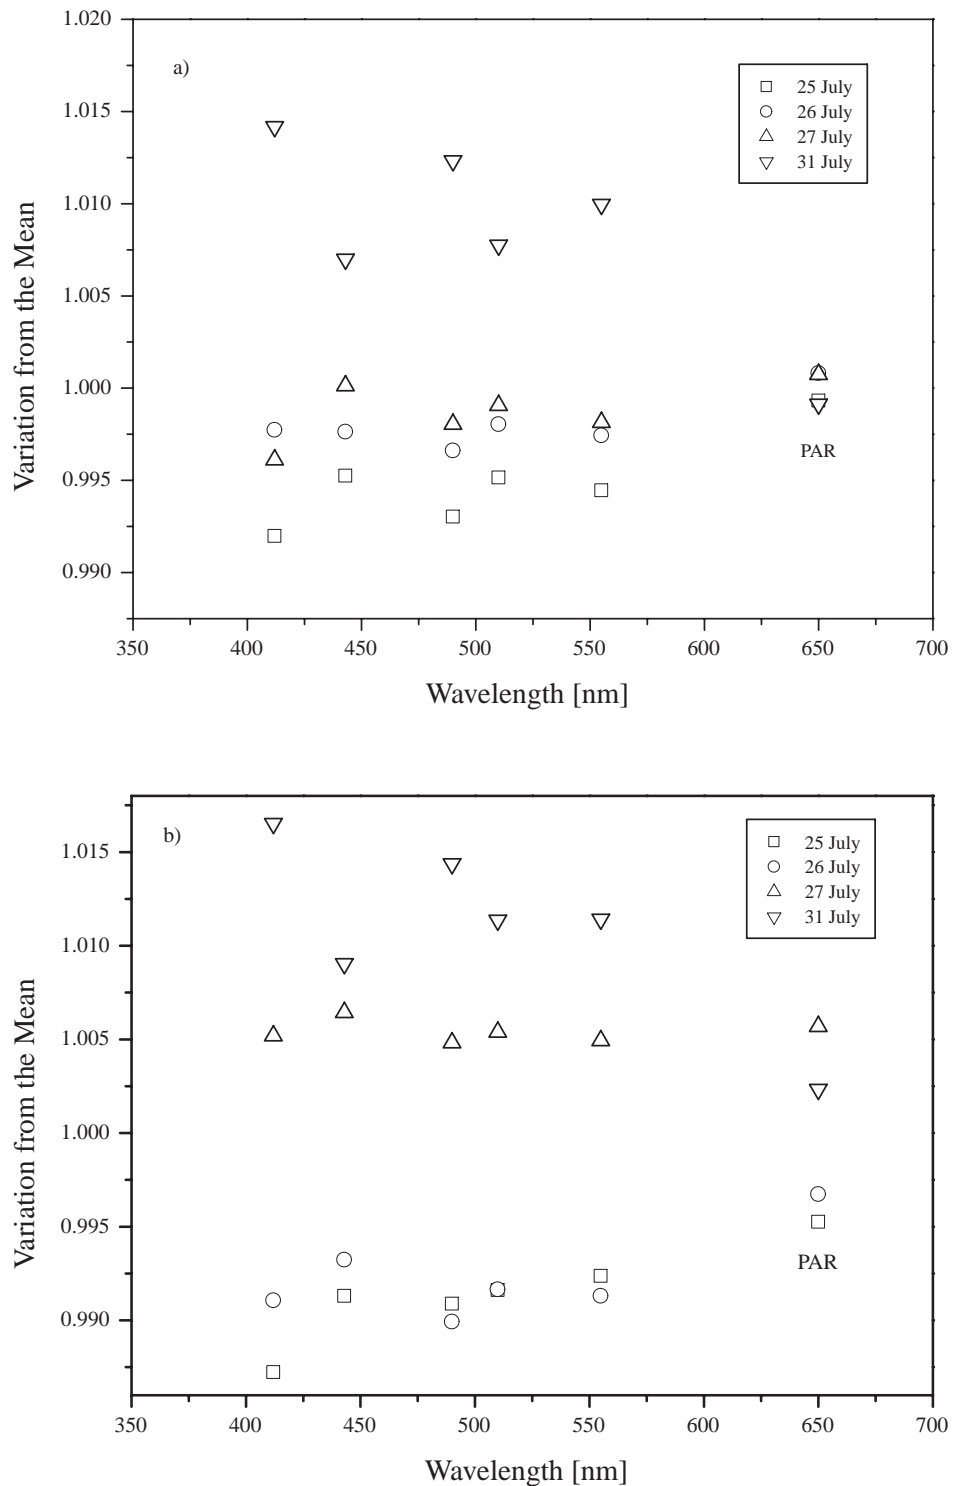 1.020
a)
25 July
26 July
27 July
31 July
1.015
1.010
1.005
1.000
0.995
0.990
Variation from the Mean
PAR
350 400 450 500 550 600 650 700
Wavelength [nm]
b)
25 July
26 July
27 July
31 July
1.015
1.010
1.005
1.000
0.995
0.990
Variation from the Mean
PAR
350 400 450 500 550 600 650 700
Wavelength [nm]